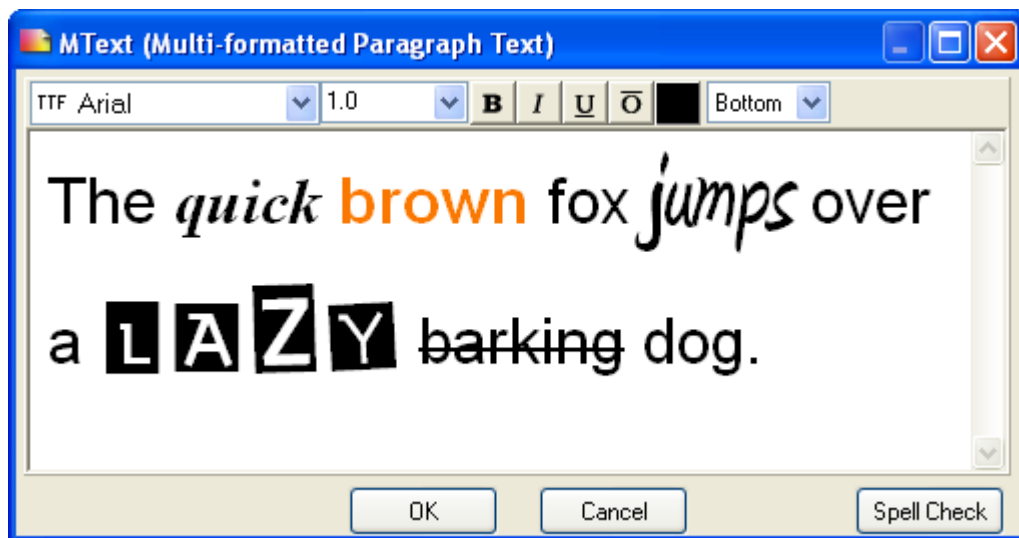 MText (Multi-formatted Paragraph Text)
TTF Arial 1.0 B I U O Bottom
The quick brown fox jumps over
a LAZY barking dog.
OK Cancel Spell Check